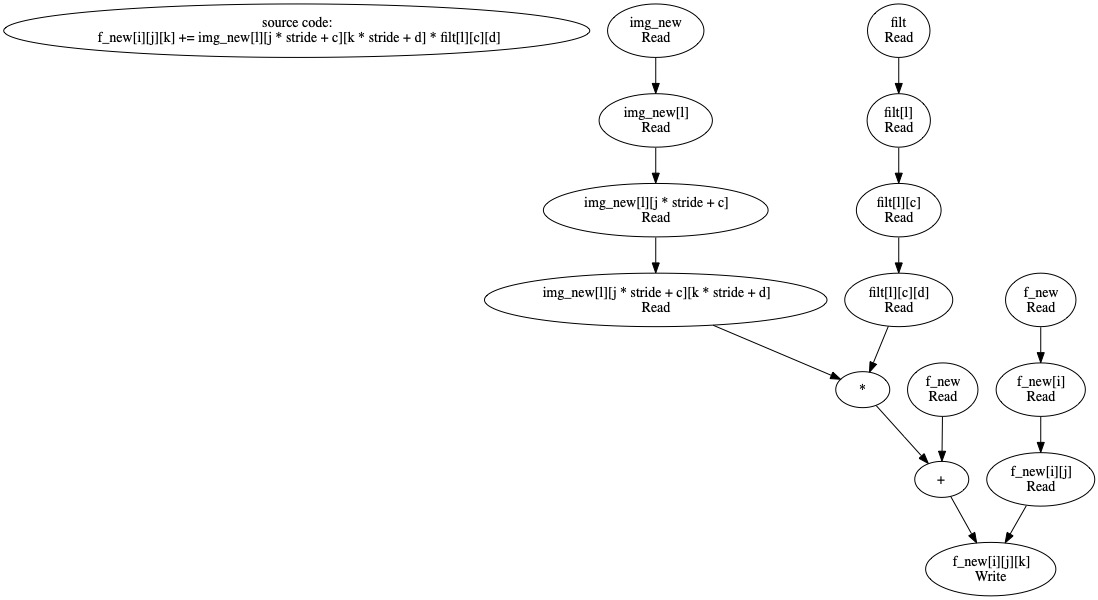 source code:
f_new[i][j][k] += img_new[l][j * stride + c][k * stride + d] * filt[l][c][d]
img_new
Read
filt
Read
img_new[l]
Read
filt[l]
Read
img_new[l][j * stride + c]
Read
filt[l][c]
Read
img_new[l][j * stride + c][k * stride + d]
Read
filt[l][c][d]
Read
f_new
Read
*
f_new
Read
f_new[i]
Read
+
f_new[i][j]
Read
f_new[i][j][k]
Write